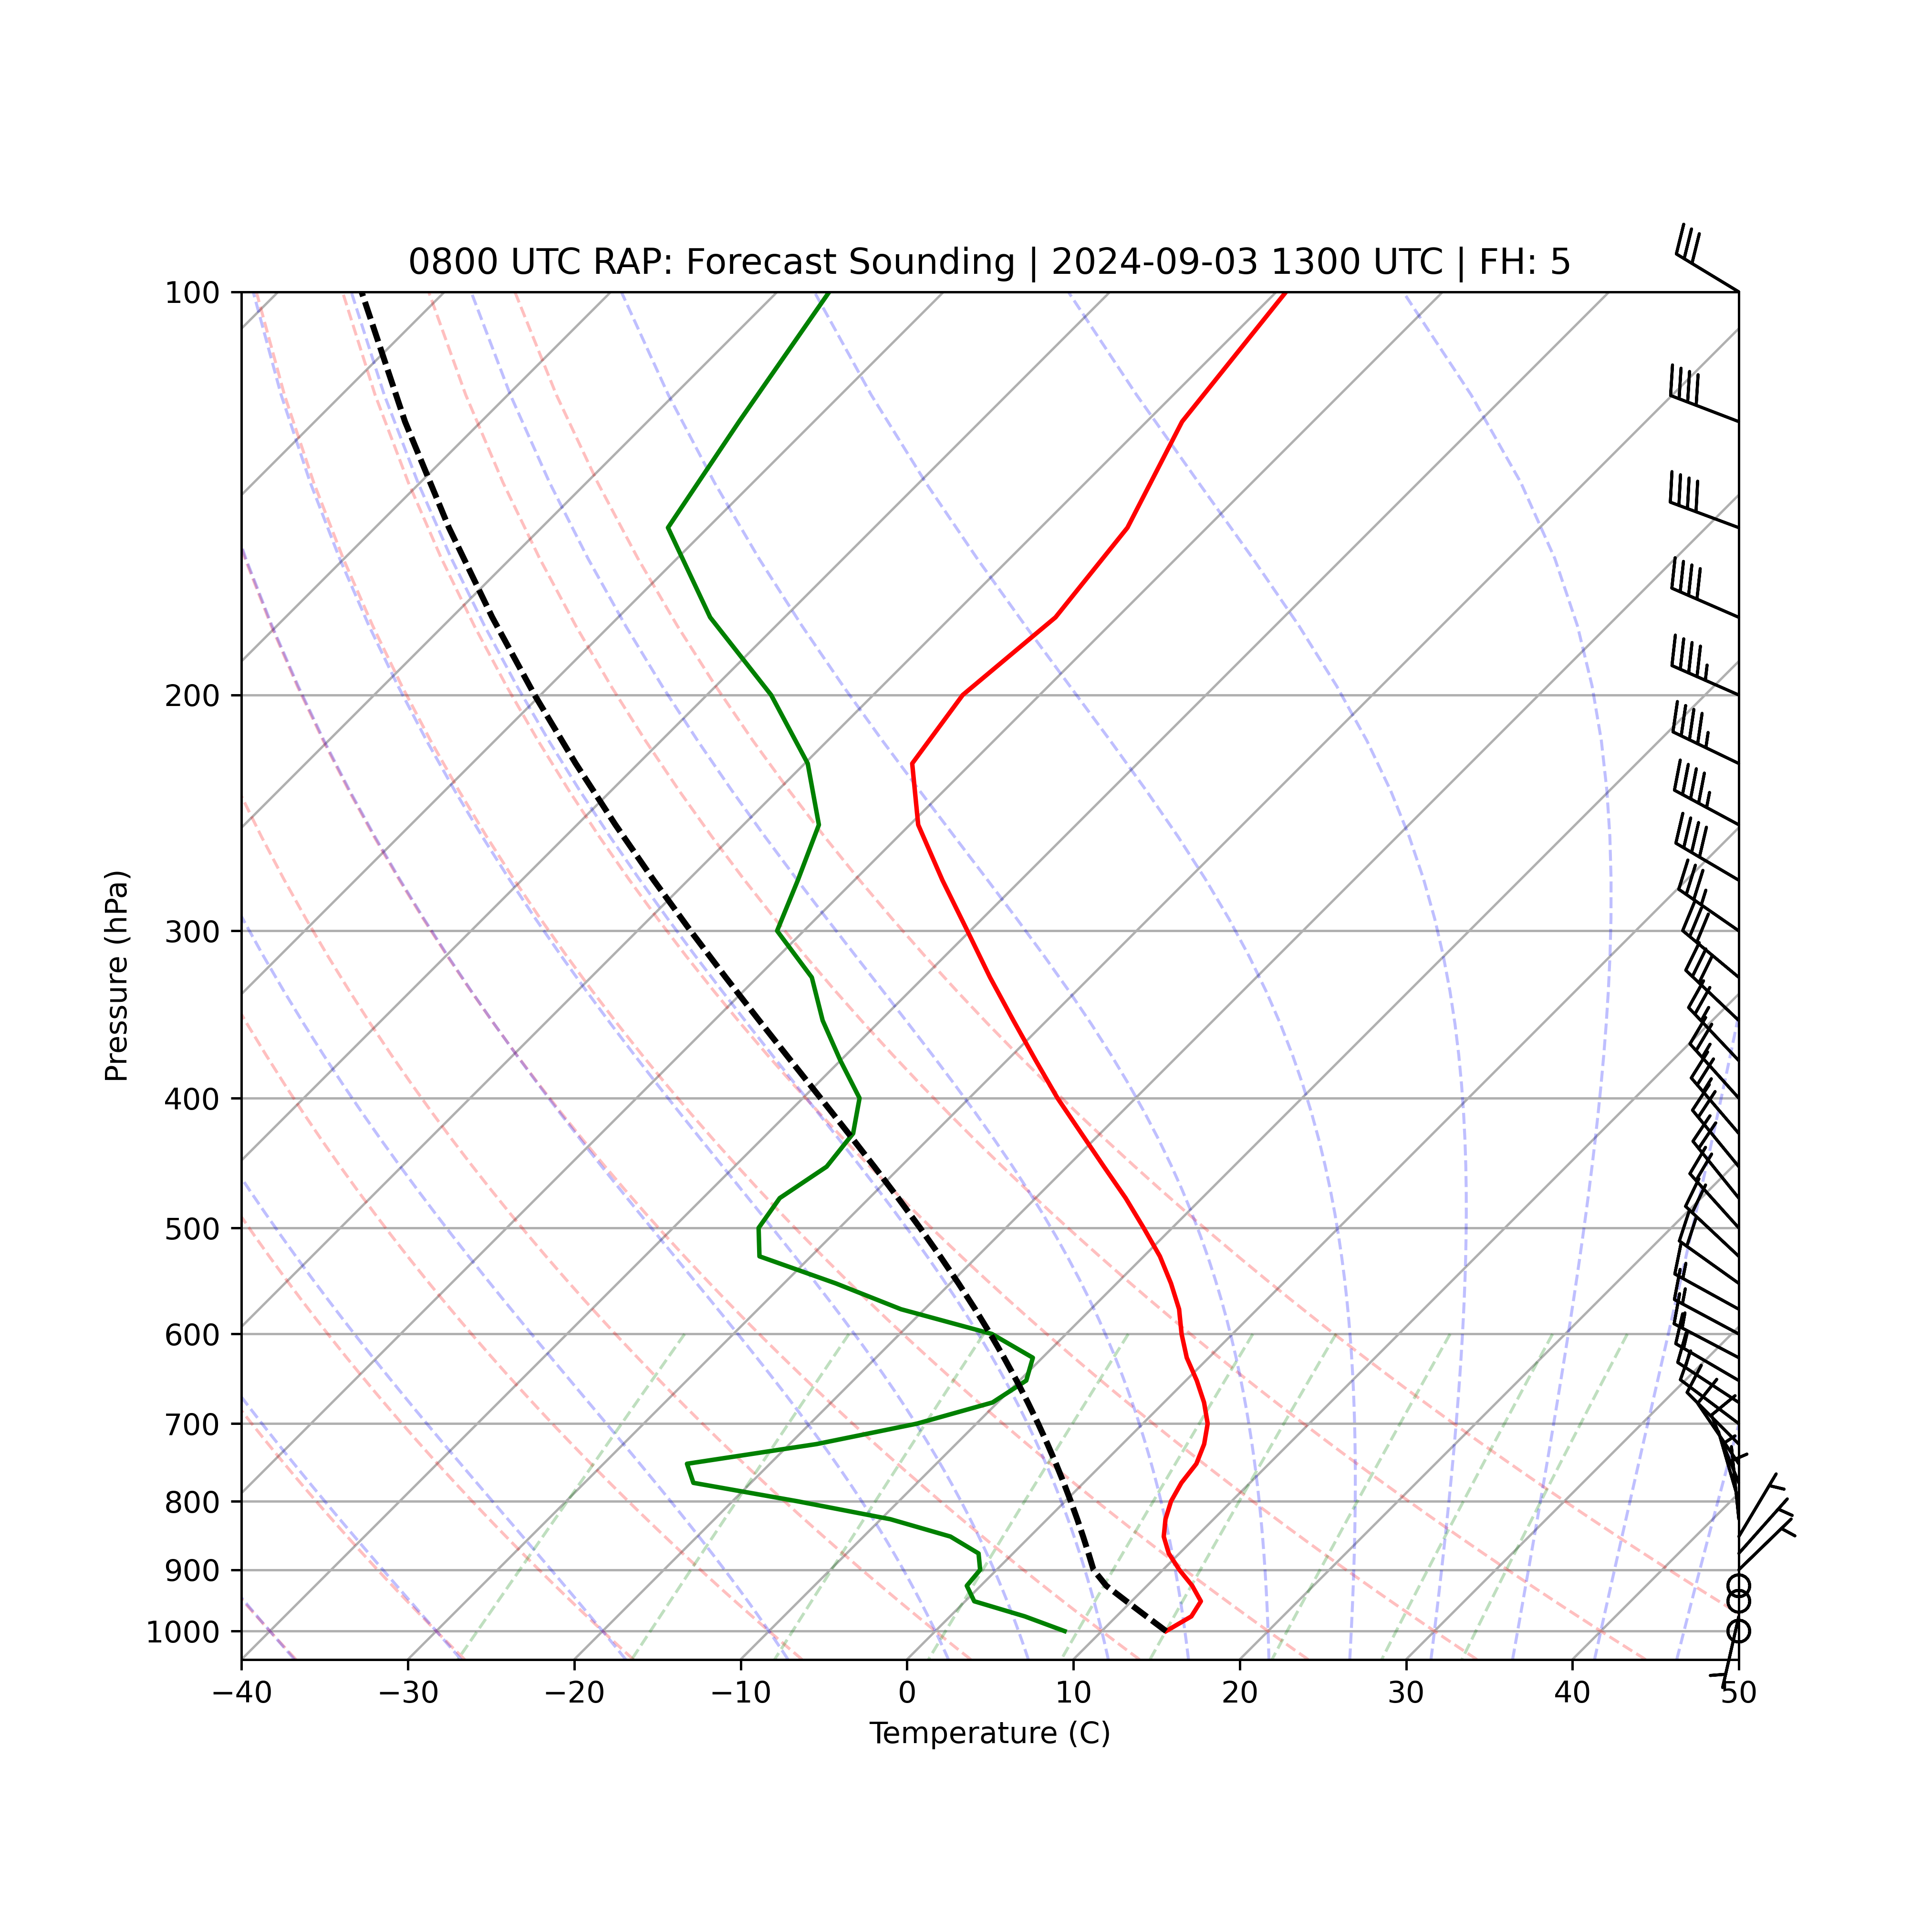 0800 UTC RAP: Forecast Sounding | 2024-09-03 1300 UTC | FH: 5
100
200
300
400
500
600
700
800
900
1000
Pressure (hPa)
−40 −30 −20 −10 0 10 20 30 40 50
Temperature (C)